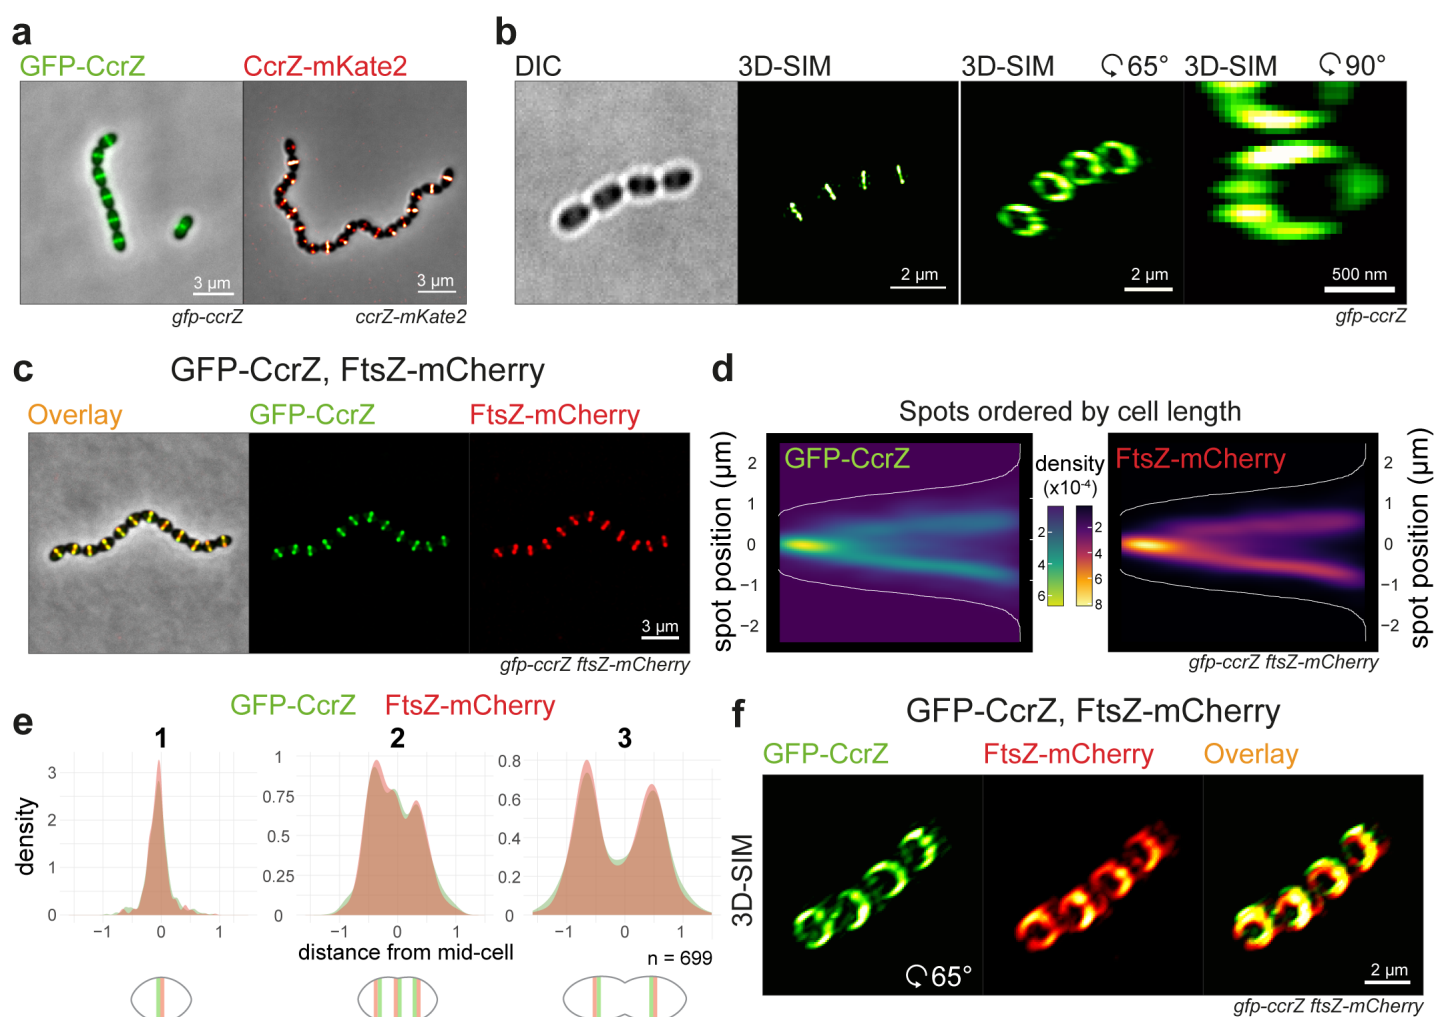 a
GFP-CcrZ
CcrZ-mKate2
3 µm
3 µm
gfp-ccrZ
ccrZ-mKate2
b
DIC
3D-SIM
3D-SIM
65°
3D-SIM
90°
2 µm
2 µm
500 nm
gfp-ccrZ
c
GFP-CcrZ, FtsZ-mCherry
Overlay
GFP-CcrZ
FtsZ-mCherry
3 µm
gfp-ccrZ ftsZ-mCherry
d
Spots ordered by cell length
spot position (µm)
2
1
0
−1
−2
GFP-CcrZ
density
(x10-4)
2
4
6
2
4
6
8
FtsZ-mCherry
2
1
0
−1
−2
spot position (µm)
gfp-ccrZ ftsZ-mCherry
e
GFP-CcrZ
FtsZ-mCherry
1
2
3
density
3
2
1
0
−1
0
1
1
0.75
0.5
0.25
0
−1
0
1
0.8
0.6
0.4
0.2
0
−1
0
1
distance from mid-cell
n = 699
f
GFP-CcrZ, FtsZ-mCherry
GFP-CcrZ
FtsZ-mCherry
Overlay
3D-SIM
65°
2 µm
gfp-ccrZ ftsZ-mCherry